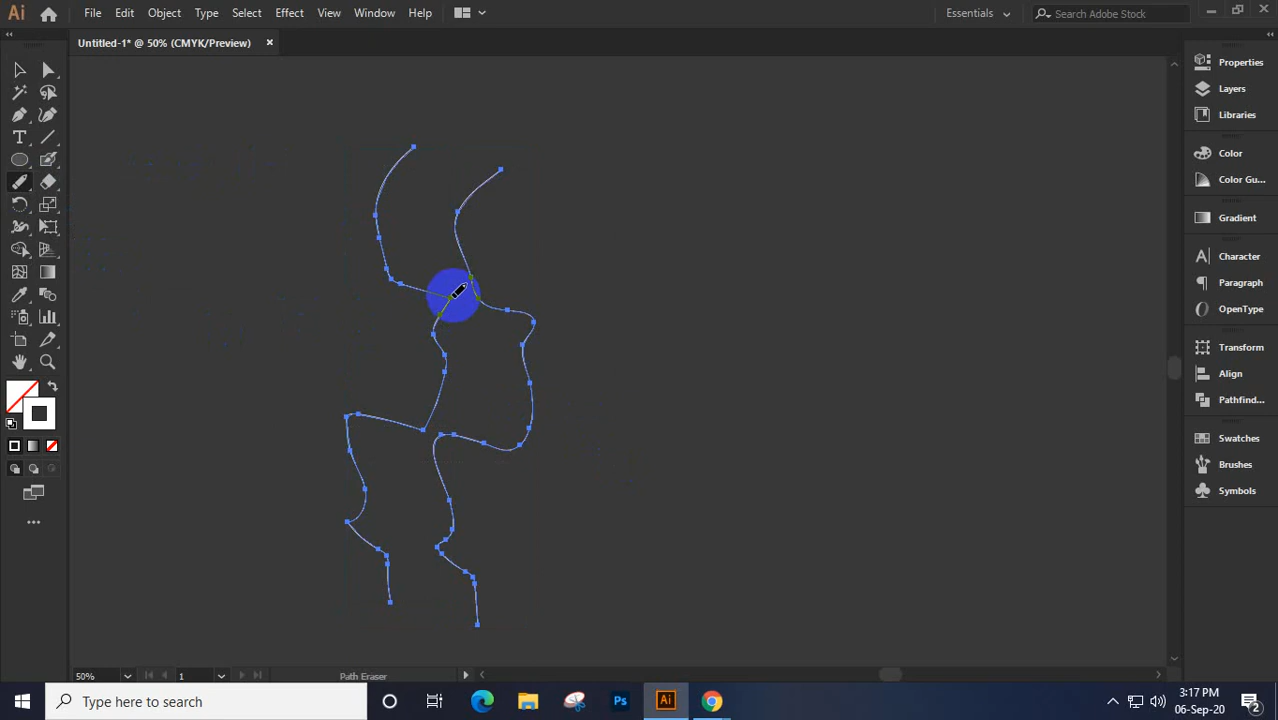 Ai File Edit Object Type Select Effect View Window Help Essentials Search Adobe Stock
Untitled-1* @ 50% (CMYK/Preview)
Properties
Layers
Libraries
Color
Color Gu...
Gradient
Character
Paragraph
OpenType
Transform
Align
Pathfind...
Swatches
Brushes
Symbols
50% 1 Path Eraser
Type here to search
Ps Ai
3:17 PM
06-Sep-20
2